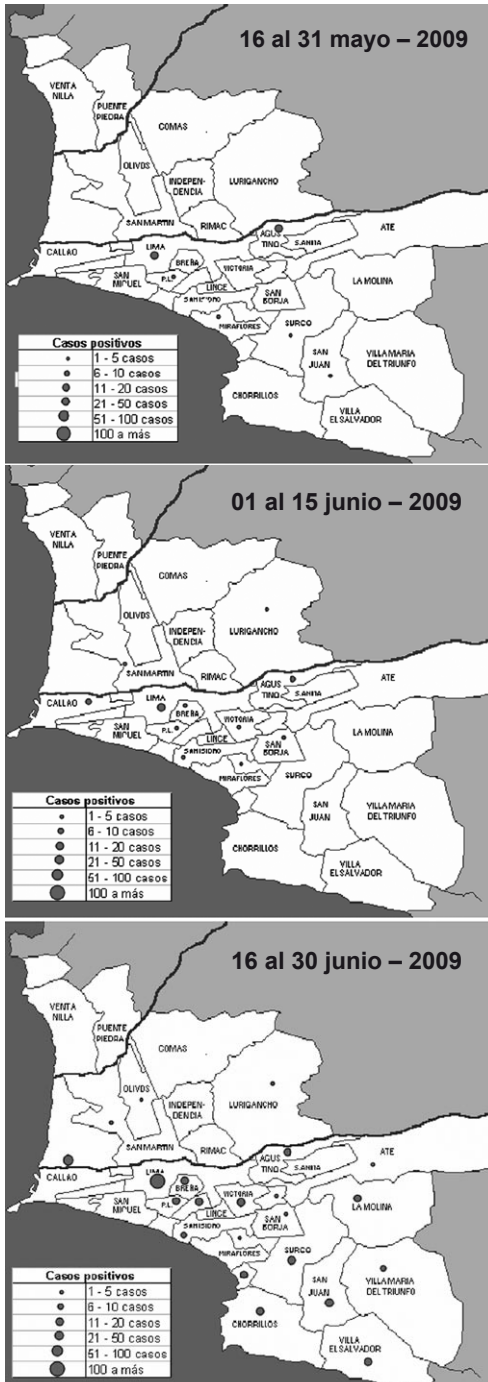 16 al 31 mayo – 2009
VENTA
NILLA
PUENTE
PIEDRA
COMAS
OLIVOS
INDEPEN-
DENCIA
LURIGANCHO
SAN MARTIN
RIMAC
AGUS
TINO
S.ANITA
ATE
CALLAO
LIMA
BREÑA
SAN
MIGUEL
P.L.
VICTORIA
LINCE
SANISIDRO
SAN
BORJA
LA MOLINA
MIRAFLORES
SURCO
SAN
JUAN
VILLA MARIA
DEL TRIUNFO
CHORRILLOS
VILLA
EL SALVADOR
Casos positivos
1 - 5 casos
6 - 10 casos
11 - 20 casos
21 - 50 casos
51 - 100 casos
100 a más
01 al 15 junio – 2009
VENTA
NILLA
PUENTE
PIEDRA
COMAS
OLIVOS
INDEPEN-
DENCIA
LURIGANCHO
SAN MARTIN
RIMAC
AGUS
TINO
S.ANITA
ATE
CALLAO
LIMA
BREÑA
SAN
MIGUEL
P.L.
VICTORIA
LINCE
SANISIDRO
SAN
BORJA
LA MOLINA
MIRAFLORES
SURCO
SAN
JUAN
VILLA MARIA
DEL TRIUNFO
CHORRILLOS
VILLA
EL SALVADOR
Casos positivos
1 - 5 casos
6 - 10 casos
11 - 20 casos
21 - 50 casos
51 - 100 casos
100 a más
16 al 30 junio – 2009
VENTA
NILLA
PUENTE
PIEDRA
COMAS
OLIVOS
INDEPEN-
DENCIA
LURIGANCHO
SAN MARTIN
RIMAC
AGUS
TINO
S.ANITA
ATE
CALLAO
LIMA
BREÑA
SAN
MIGUEL
P.L.
VICTORIA
LINCE
SANISIDRO
SAN
BORJA
LA MOLINA
MIRAFLORES
SURCO
SAN
JUAN
VILLA MARIA
DEL TRIUNFO
CHORRILLOS
VILLA
EL SALVADOR
Casos positivos
1 - 5 casos
6 - 10 casos
11 - 20 casos
21 - 50 casos
51 - 100 casos
100 a más